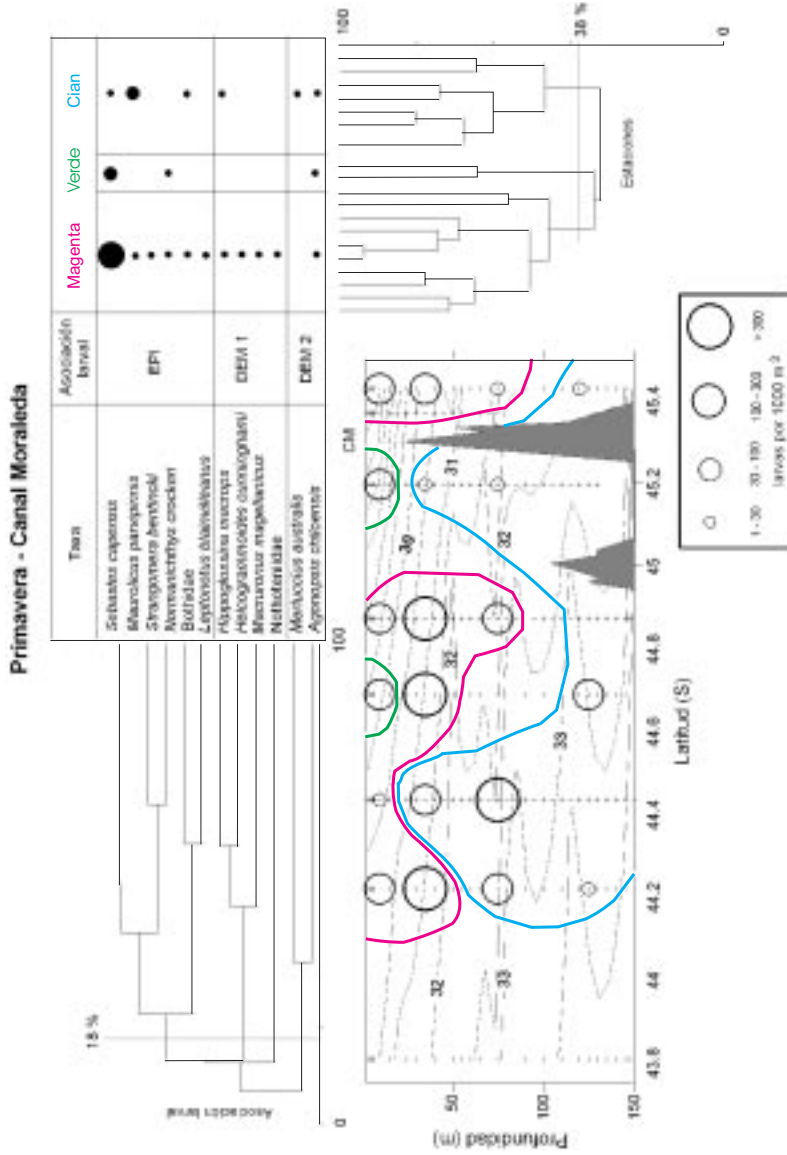 Primavera - Canal Moraleda
Taxa
Asociación larval
Magenta
Verde
Cian
Sebastes capensis
Maurolicus parvipinnis
Strangomera bentincki
Normanichthys crockeri
Bothidae
Leptonotus blainvilleanus
Hippoglossina macrops
Helicogrammoides cunninghami
Macruronus magellanicus
Nototheniidae
Merluccius australis
Agonopsis chiloensis
EPI
DEM 1
DEM 2
Asociación larval
18 %
0
100
100
38 %
0
Estaciones
CM
31
30
32
32
32
33
33
Profundidad (m)
50
100
150
43.8
44
44.2
44.4
44.6
44.8
45
45.2
45.4
Latitud (S)
1 - 30
30 - 100
100 - 300
> 300
larvas por 1000 m³